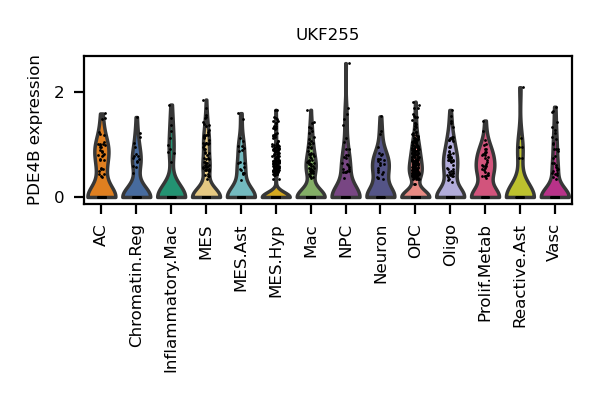 UKF255
PDE4B expression
2
0
AC
Chromatin.Reg
Inflammatory.Mac
MES
MES.Ast
MES.Hyp
Mac
NPC
Neuron
OPC
Oligo
Prolif.Metab
Reactive.Ast
Vasc